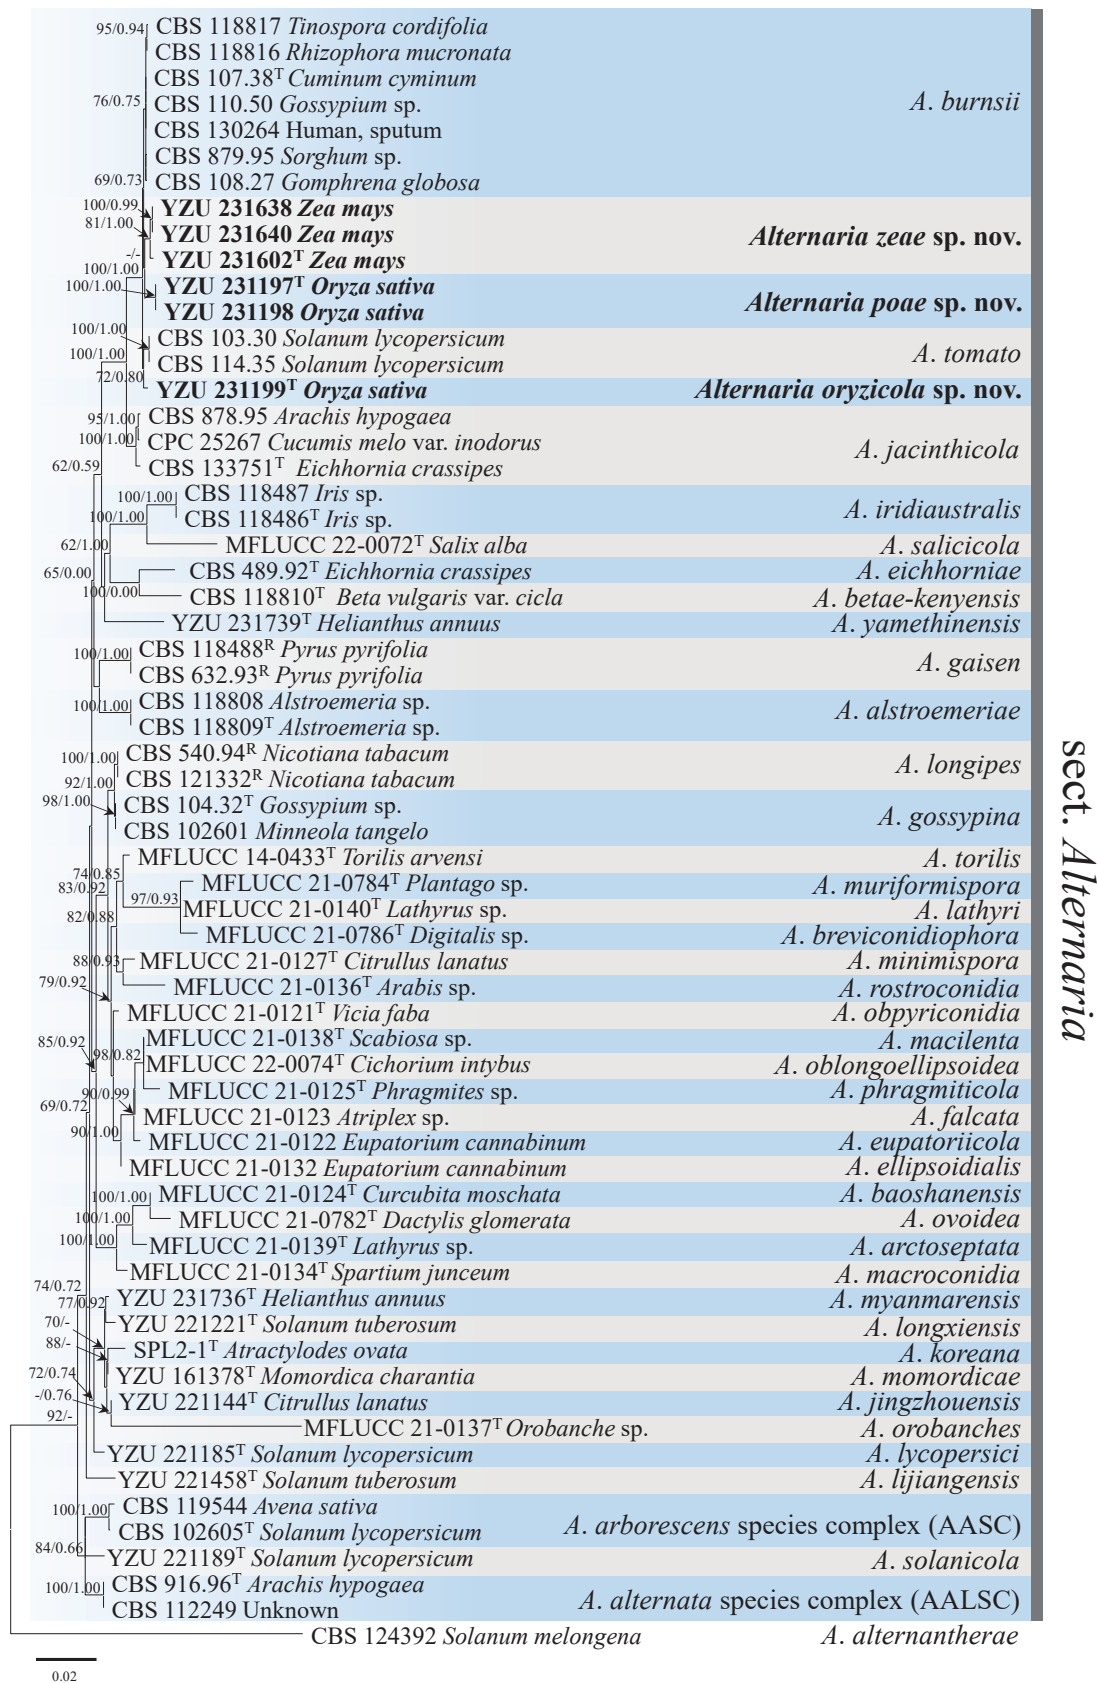 95/0.94 CBS 118817 Tinospora cordifolia
CBS 118816 Rhizophora mucronata
CBS 107.38T Cuminum cyminum
76/0.75 CBS 110.50 Gossypium sp. A. burnsii
CBS 130264 Human, sputum
CBS 879.95 Sorghum sp.
69/0.73 CBS 108.27 Gomphrena globosa
100/0.99 YZU 231638 Zea mays
81/1.00 YZU 231640 Zea mays Alternaria zeae sp. nov.
-/- YZU 231602T Zea mays
100/1.00
100/1.00 YZU 231197T Oryza sativa
YZU 231198 Oryza sativa Alternaria poae sp. nov.
100/1.00 CBS 103.30 Solanum lycopersicum
100/1.00 CBS 114.35 Solanum lycopersicum A. tomato
72/0.80 YZU 231199T Oryza sativa Alternaria oryzicola sp. nov.
95/1.00 CBS 878.95 Arachis hypogaea
100/1.00 CPC 25267 Cucumis melo var. inodorus A. jacinthicola
62/0.59 CBS 133751T Eichhornia crassipes
100/1.00 CBS 118487 Iris sp.
100/1.00 CBS 118486T Iris sp. A. iridiaustralis
62/1.00 MFLUCC 22-0072T Salix alba A. salicicola
65/0.00 CBS 489.92T Eichhornia crassipes A. eichhorniae
100/0.00 CBS 118810T Beta vulgaris var. cicla A. betae-kenyensis
YZU 231739T Helianthus annuus A. yamethinensis
100/1.00 CBS 118488R Pyrus pyrifolia
CBS 632.93R Pyrus pyrifolia A. gaisen
100/1.00 CBS 118808 Alstroemeria sp.
CBS 118809T Alstroemeria sp. A. alstroemeriae
100/1.00 CBS 540.94R Nicotiana tabacum
92/1.00 CBS 121332R Nicotiana tabacum A. longipes
98/1.00 CBS 104.32T Gossypium sp.
CBS 102601 Minneola tangelo A. gossypina
MFLUCC 14-0433T Torilis arvensi A. torilis
74/0.85
83/0.92 MFLUCC 21-0784T Plantago sp. A. muriformispora
97/0.93 MFLUCC 21-0140T Lathyrus sp. A. lathyri
82/0.88 MFLUCC 21-0786T Digitalis sp. A. breviconidiophora
88/0.93 MFLUCC 21-0127T Citrullus lanatus A. minimispora
79/0.92 MFLUCC 21-0136T Arabis sp. A. rostroconidia
MFLUCC 21-0121T Vicia faba A. obpyriconidia
85/0.92 MFLUCC 21-0138T Scabiosa sp. A. macilenta
98/0.82 MFLUCC 22-0074T Cichorium intybus A. oblongoellipsoidea
90/0.99 MFLUCC 21-0125T Phragmites sp. A. phragmiticola
69/0.72 MFLUCC 21-0123 Atriplex sp. A. falcata
90/1.00 MFLUCC 21-0122 Eupatorium cannabinum A. eupatoriicola
MFLUCC 21-0132 Eupatorium cannabinum A. ellipsoidialis
100/1.00 MFLUCC 21-0124T Curcubita moschata A. baoshanensis
100/1.00 MFLUCC 21-0782T Dactylis glomerata A. ovoidea
100/1.00 MFLUCC 21-0139T Lathyrus sp. A. arctoseptata
MFLUCC 21-0134T Spartium junceum A. macroconidia
74/0.72
77/0.92 YZU 231736T Helianthus annuus A. myanmarensis
70/- YZU 221221T Solanum tuberosum A. longxiensis
88/- SPL2-1T Atractylodes ovata A. koreana
72/0.74 YZU 161378T Momordica charantia A. momordicae
-/0.76 YZU 221144T Citrullus lanatus A. jingzhouensis
92/- MFLUCC 21-0137T Orobanche sp. A. orobanches
YZU 221185T Solanum lycopersicum A. lycopersici
YZU 221458T Solanum tuberosum A. lijiangensis
100/1.00 CBS 119544 Avena sativa
CBS 102605T Solanum lycopersicum A. arborescens species complex (AASC)
84/0.66 YZU 221189T Solanum lycopersicum A. solanicola
100/1.00 CBS 916.96T Arachis hypogaea
CBS 112249 Unknown A. alternata species complex (AALSC)
CBS 124392 Solanum melongena A. alternantherae
0.02
sect. Alternaria